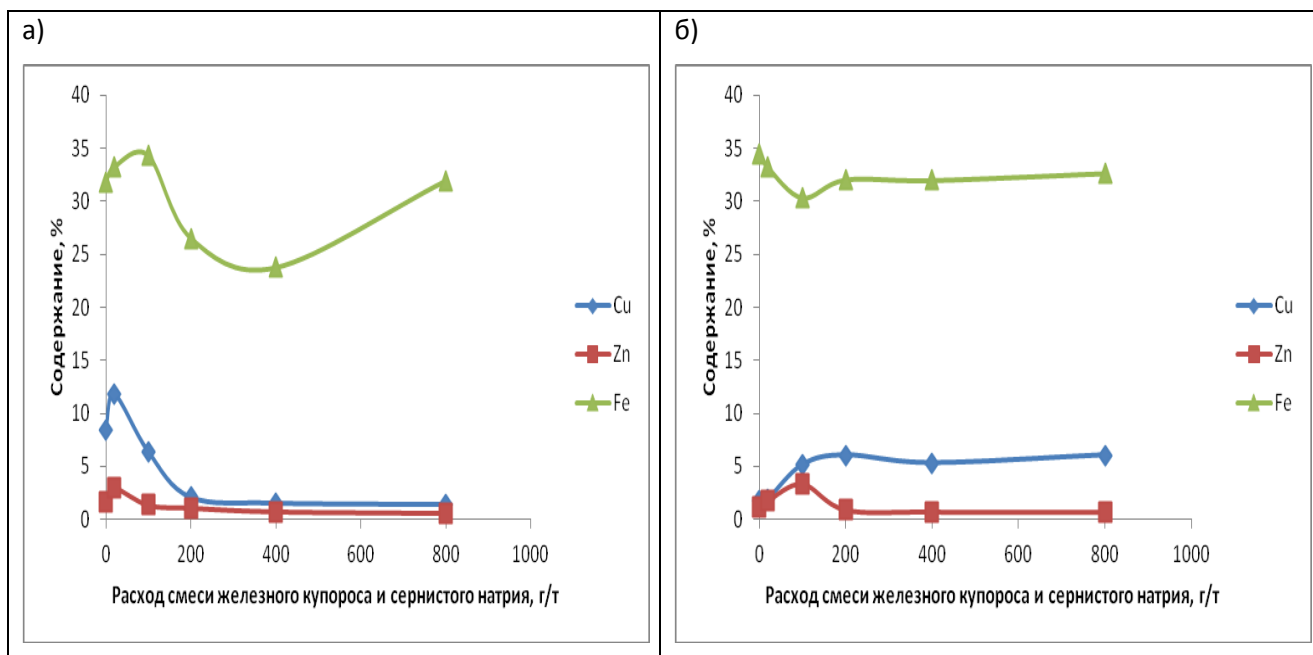 а)
40
35
30
25
20
15
10
5
0
Содержание, %
0 200 400 600 800 1000
Расход смеси железного купороса и сернистого натрия, г/т
Cu
Zn
Fe
б)
40
35
30
25
20
15
10
5
0
Содержание, %
0 200 400 600 800 1000
Расход смеси железного купороса и сернистого натрия, г/т
Cu
Zn
Fe